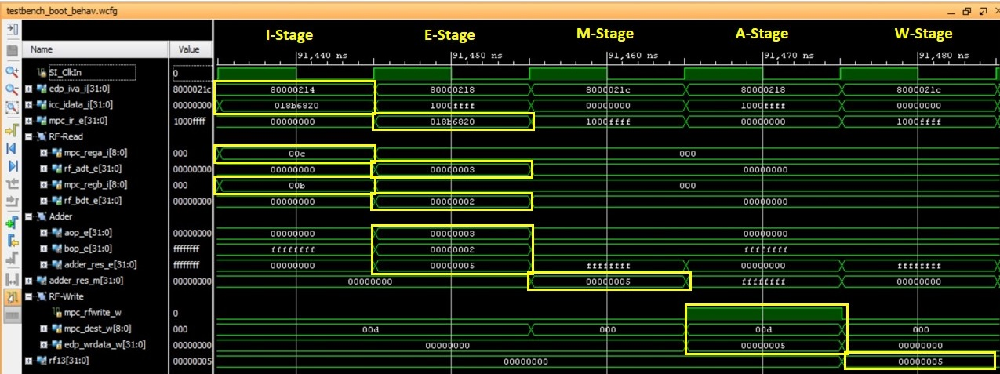 testbench_boot_behav.wcfg
I-Stage E-Stage M-Stage A-Stage W-Stage
Name Value
91,440 ns 91,450 ns 91,460 ns 91,470 ns 91,480 ns
SI_ClkIn 0
edp_iva_i[31:0] 8000021c 80000214 80000218 8000021c 80000218 8000021c
icc_idata_i[31:0] 00000000 018b6820 1000ffff 00000000 1000ffff 00000000
mpc_ir_e[31:0] 1000ffff 00000000 018b6820 1000ffff 00000000 1000ffff
RF-Read
mpc_rega_i[8:0] 000 00c 000
rf_adt_e[31:0] 00000000 00000000 00000003 00000000
mpc_regb_i[8:0] 000 00b 000
rf_bdt_e[31:0] 00000000 00000000 00000002 00000000
Adder
aop_e[31:0] 00000000 00000000 00000003 00000000
bop_e[31:0] ffffffff ffffffff 00000002 ffffffff
adder_res_e[31:0] ffffffff 00000000 00000005 ffffffff 00000000 ffffffff
adder_res_m[31:0] 00000000 00000000 00000005 ffffffff 00000000
RF-Write
mpc_rfwrite_w 0
mpc_dest_w[8:0] 000 00d 000 00d 000
edp_wrdata_w[31:0] 00000000 00000000 00000005 00000000
rf13[31:0] 00000005 00000000 00000005